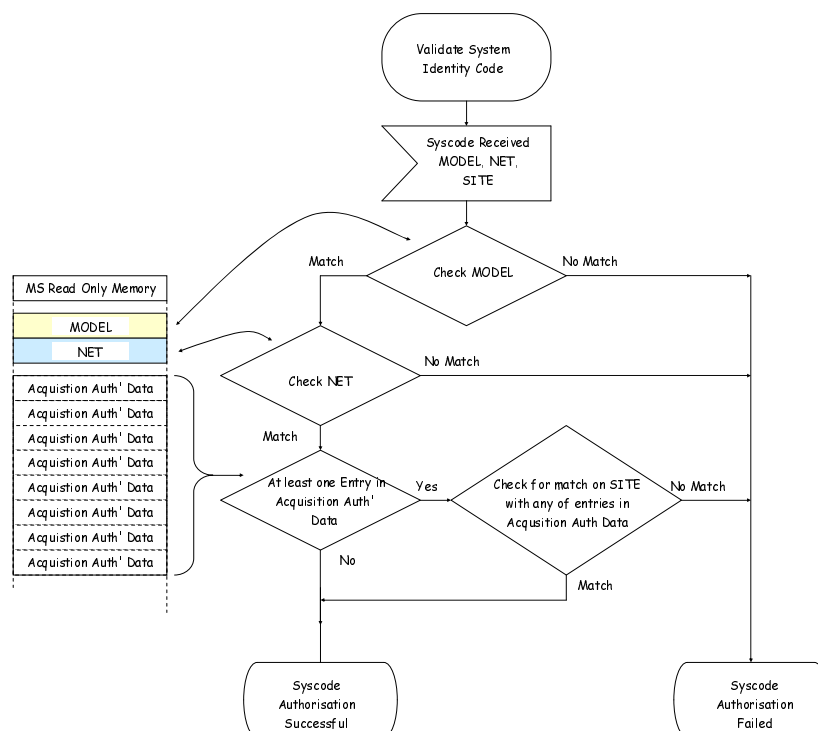 Validate System
Identity Code
Syscode Received
MODEL, NET,
SITE
Check MODEL
Match
No Match
MS Read Only Memory
MODEL
NET
Check NET
No Match
Match
Acquistion Auth' Data
Acquistion Auth' Data
Acquistion Auth' Data
Acquistion Auth' Data
Acquistion Auth' Data
Acquistion Auth' Data
Acquistion Auth' Data
Acquistion Auth' Data
At least one Entry in
Acquisition Auth'
Data
Yes
No
Check for match on SITE
with any of entries in
Acqusition Auth Data
No Match
Match
Syscode
Authorisation
Successful
Syscode
Authorisation
Failed